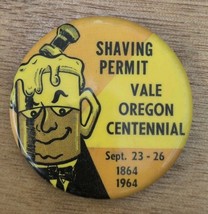 SHAVING
PERMIT
VALE
OREGON
CENTENNIAL
Sept. 23 - 26
1864
1964